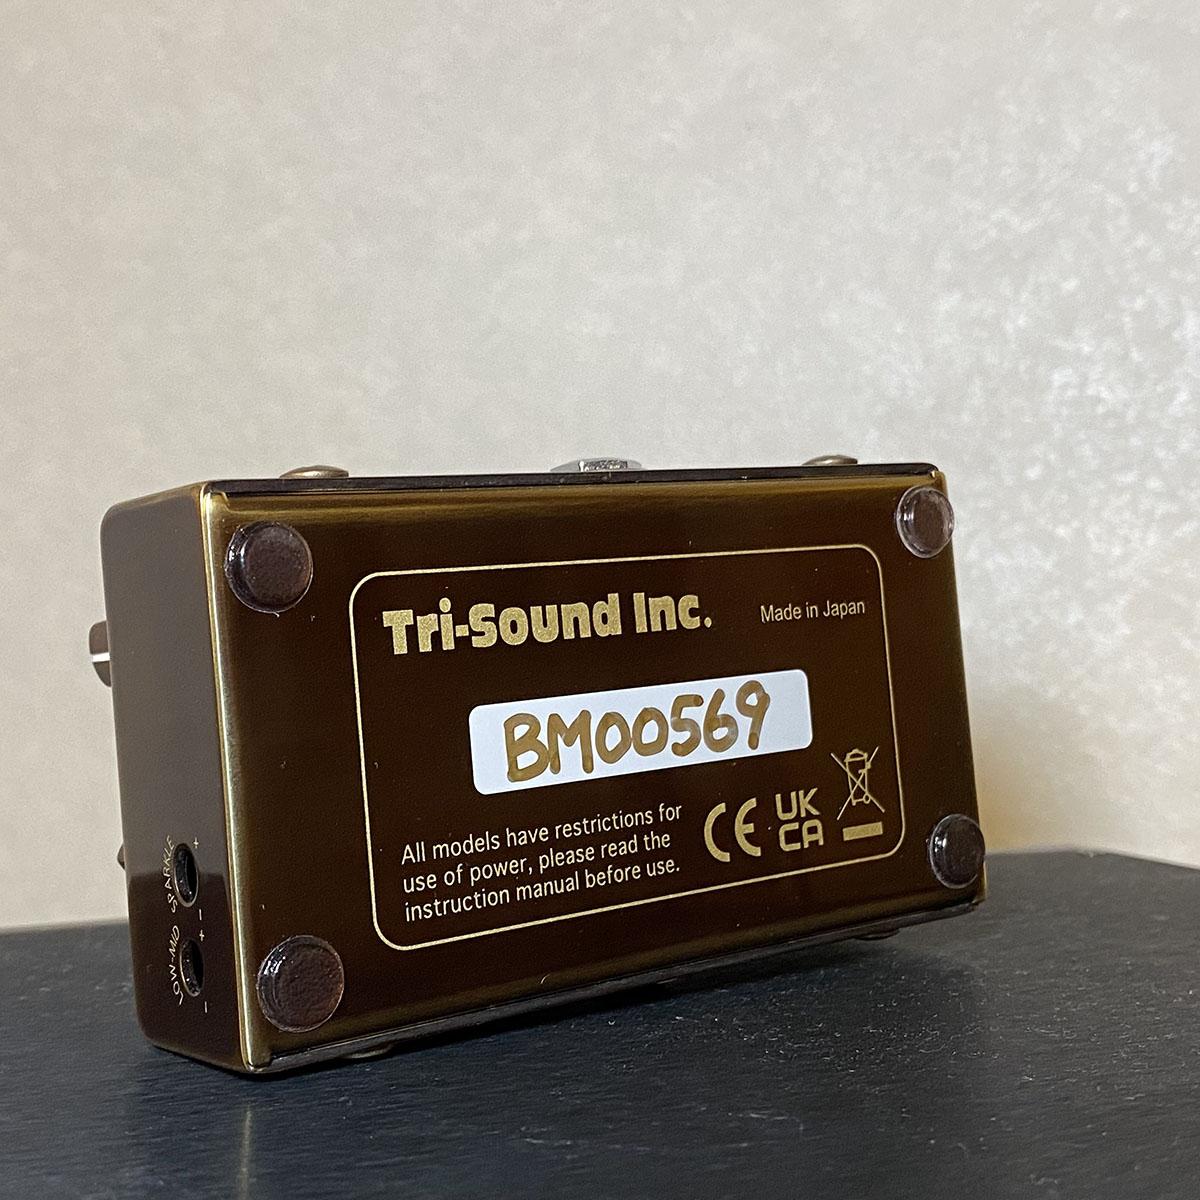 Tri-Sound Inc.
Made in Japan
BM00569
All models have restrictions for
use of power, please read the
instruction manual before use.
CE
UK
CA
SPARKLE
+
-
LOW-MID
+
-